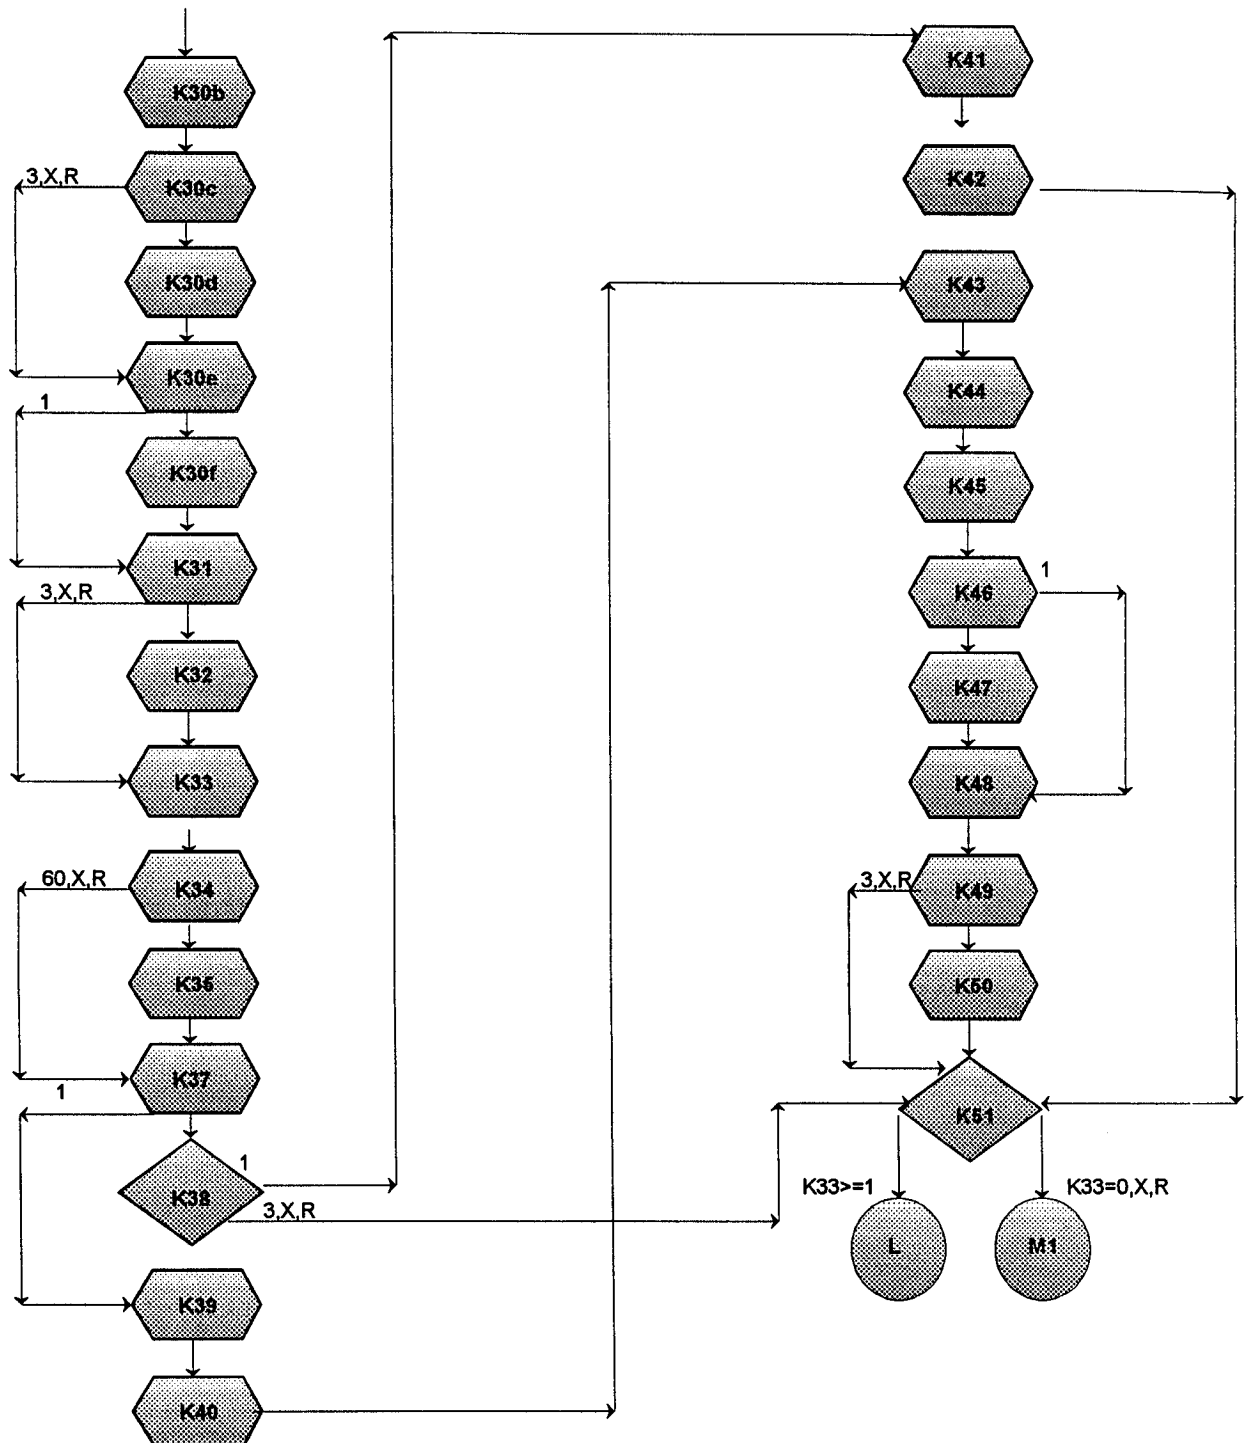 K30b
K30c
3,X,R
K30d
K30e
1
K30f
K31
3,X,R
K32
K33
K34
60,X,R
K35
K37
1
K38
1
3,X,R
K39
K40
K41
K42
K43
K44
K45
K46
1
K47
K48
K49
3,X,R
K50
K51
K33>=1
K33=0,X,R
L
M1